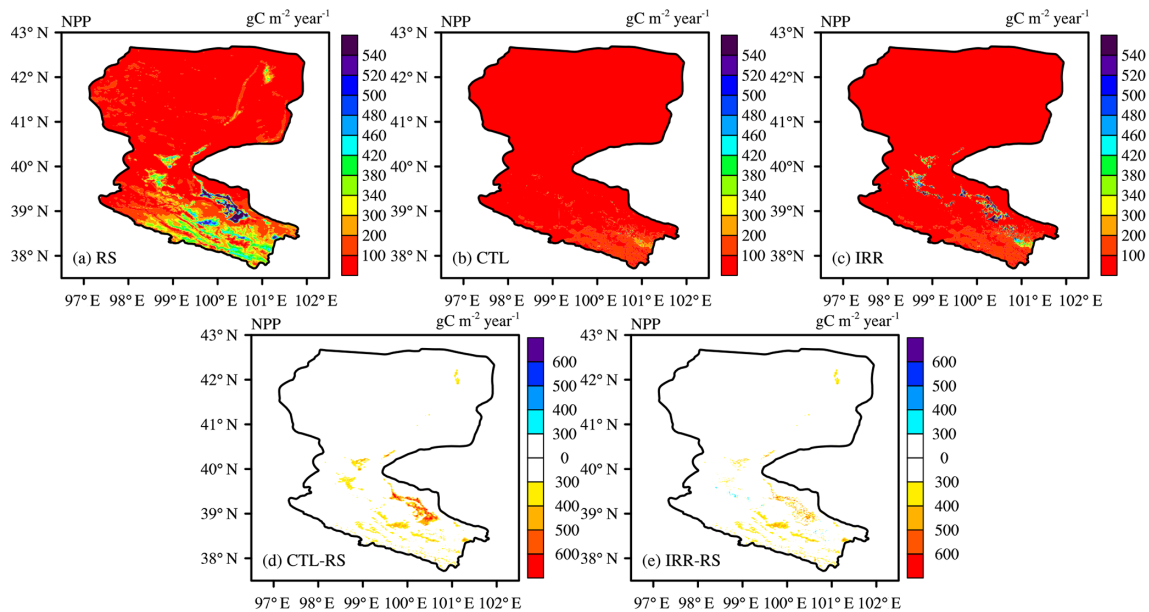 NPP gC m⁻² year⁻¹
43° N
42° N
41° N
40° N
39° N
38° N
97° E 98° E 99° E 100° E 101° E 102° E
(a) RS
540
520
500
480
460
420
380
340
300
200
100
NPP gC m⁻² year⁻¹
43° N
42° N
41° N
40° N
39° N
38° N
97° E 98° E 99° E 100° E 101° E 102° E
(b) CTL
540
520
500
480
460
420
380
340
300
200
100
NPP gC m⁻² year⁻¹
43° N
42° N
41° N
40° N
39° N
38° N
97° E 98° E 99° E 100° E 101° E 102° E
(c) IRR
540
520
500
480
460
420
380
340
300
200
100
NPP gC m⁻² year⁻¹
43° N
42° N
41° N
40° N
39° N
38° N
97° E 98° E 99° E 100° E 101° E 102° E
(d) CTL-RS
600
500
400
300
0
300
400
500
600
NPP gC m⁻² year⁻¹
43° N
42° N
41° N
40° N
39° N
38° N
97° E 98° E 99° E 100° E 101° E 102° E
(e) IRR-RS
600
500
400
300
0
300
400
500
600